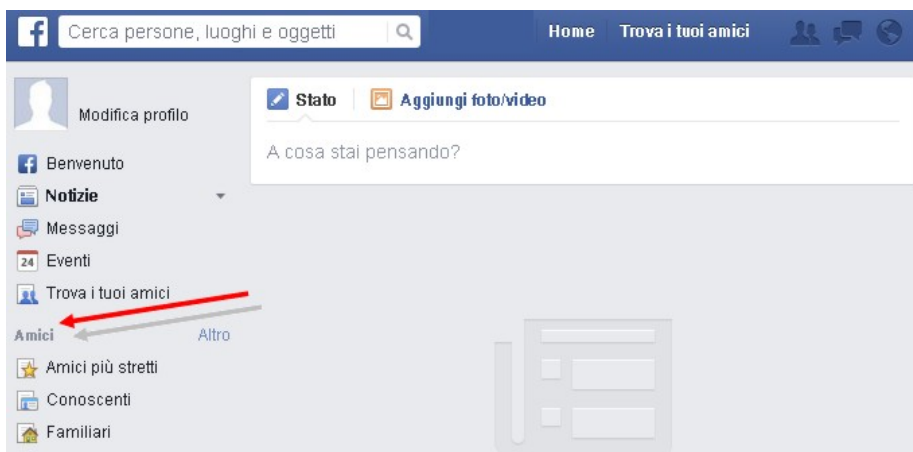 f Cerca persone, luoghi e oggetti Home Trova i tuoi amici
Modifica profilo
Stato Aggiungi foto/video
A cosa stai pensando?
f Benvenuto
Notizie
Messaggi
24 Eventi
Trova i tuoi amici
Amici Altro
Amici più stretti
Conoscenti
Familiari